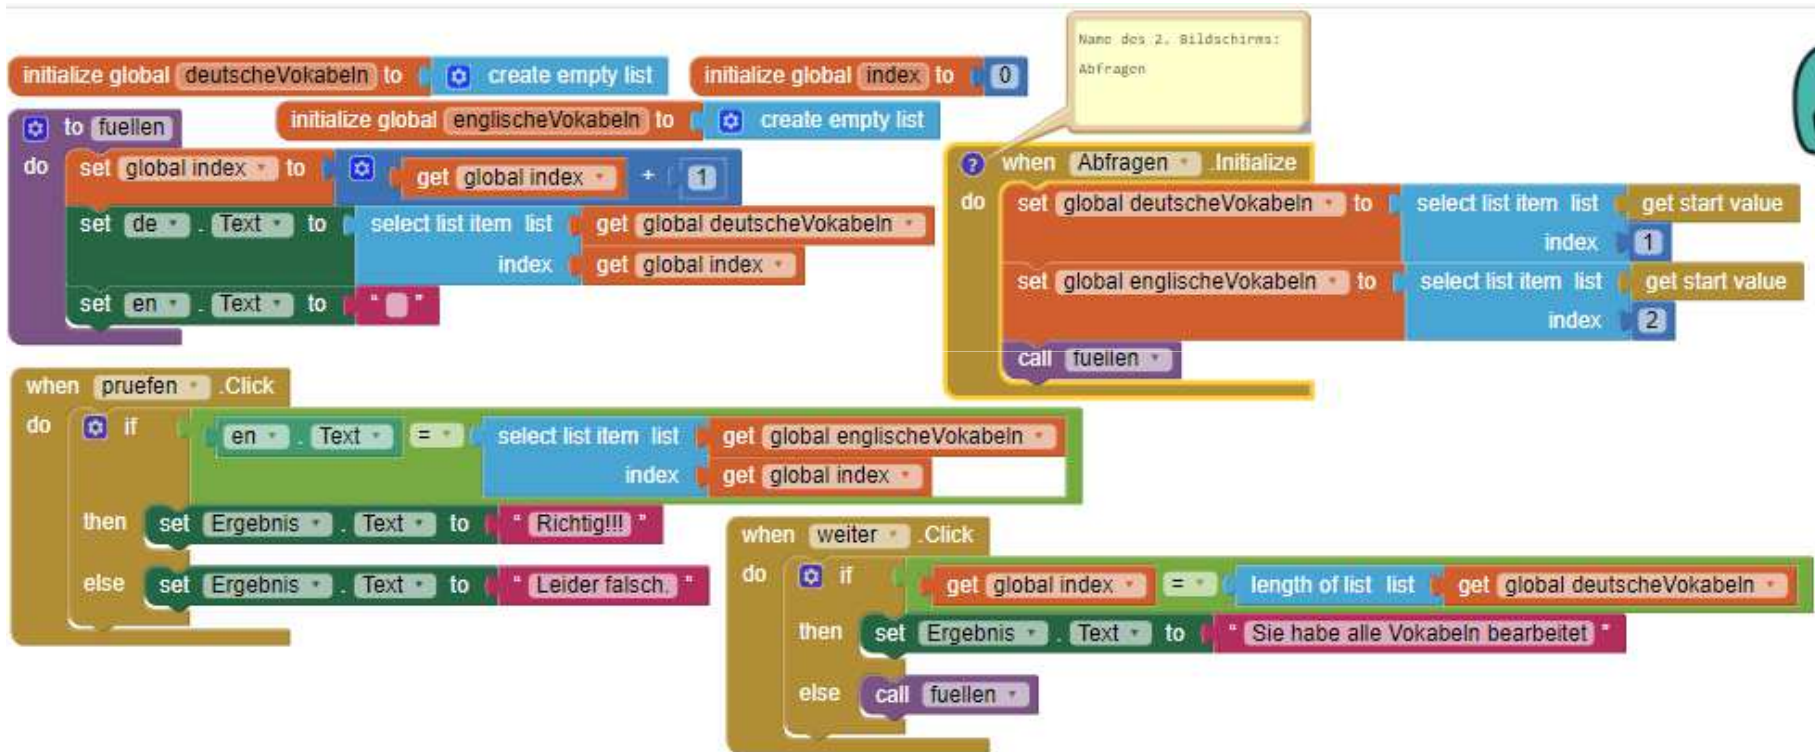 initialize global deutscheVokabeln to create empty list
initialize global index to 0
initialize global englischeVokabeln to create empty list
to fuellen
do set global index to get global index + 1
set de . Text to select list item list get global deutscheVokabeln
index get global index
set en . Text to " "
Name des 2. Bildschirms:
Abfragen
? when Abfragen .Initialize
do set global deutscheVokabeln to select list item list get start value
index 1
set global englischeVokabeln to select list item list get start value
index 2
call fuellen
when pruefen .Click
do if en . Text = select list item list get global englischeVokabeln
index get global index
then set Ergebnis . Text to " Richtig!!! "
else set Ergebnis . Text to " Leider falsch. "
when weiter .Click
do if get global index = length of list list get global deutscheVokabeln
then set Ergebnis . Text to " Sie habe alle Vokabeln bearbeitet "
else call fuellen